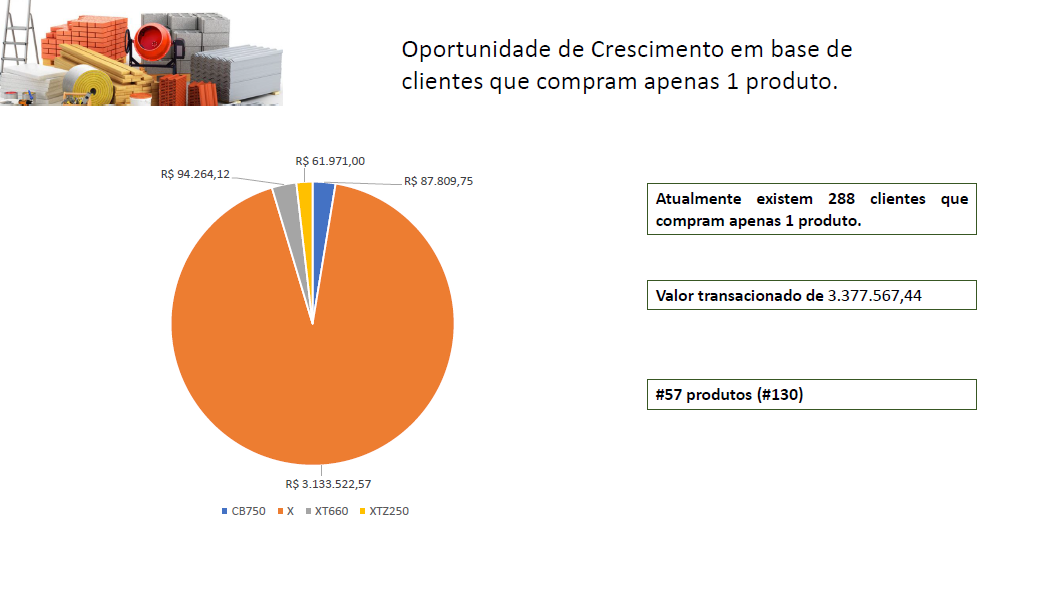 Oportunidade de Crescimento em base de
clientes que compram apenas 1 produto.
R$ 61.971,00
R$ 94.264,12
R$ 87.809,75
R$ 3.133.522,57
CB750 X XT660 XTZ250
Atualmente existem 288 clientes que
compram apenas 1 produto.
Valor transacionado de 3.377.567,44
#57 produtos (#130)